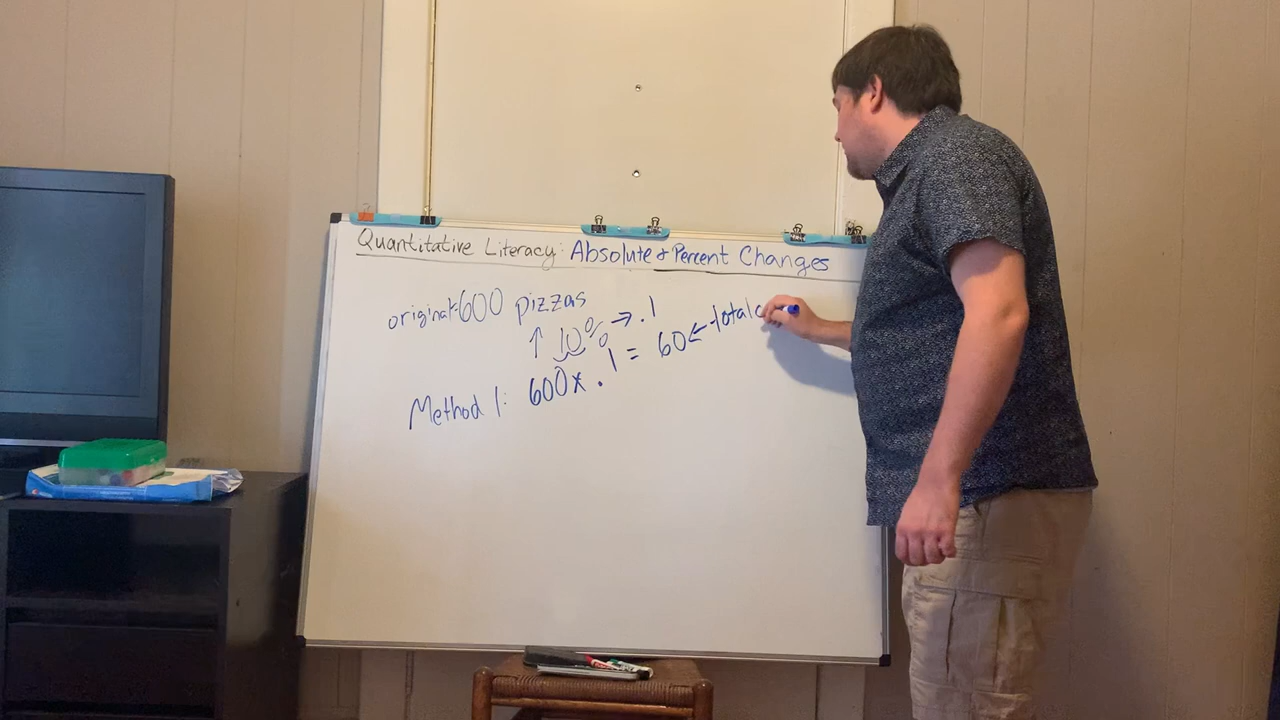 Quantitative Literacy: Absolute & Percent Changes
original: 600 pizzas
↑ 10% → .1
Method 1: 600 x .1 = 60 ← total c